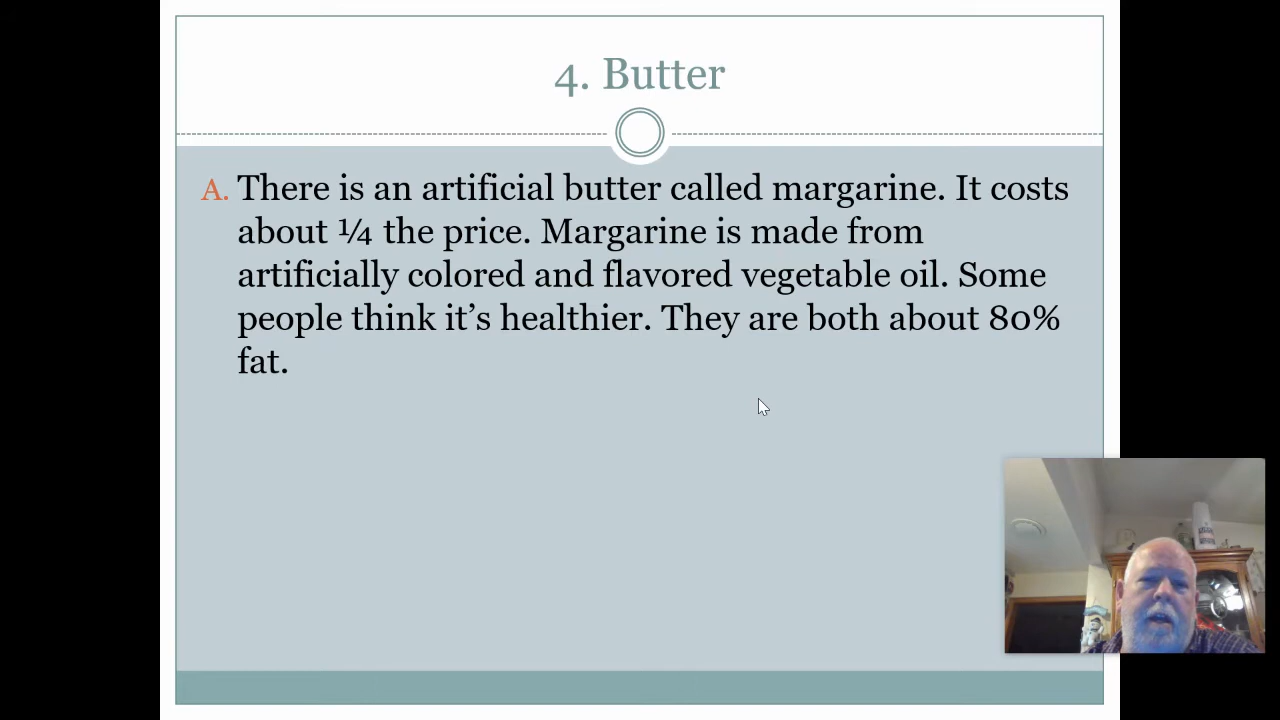 4. Butter
A. There is an artificial butter called margarine. It costs
about ¼ the price. Margarine is made from
artificially colored and flavored vegetable oil. Some
people think it’s healthier. They are both about 80%
fat.